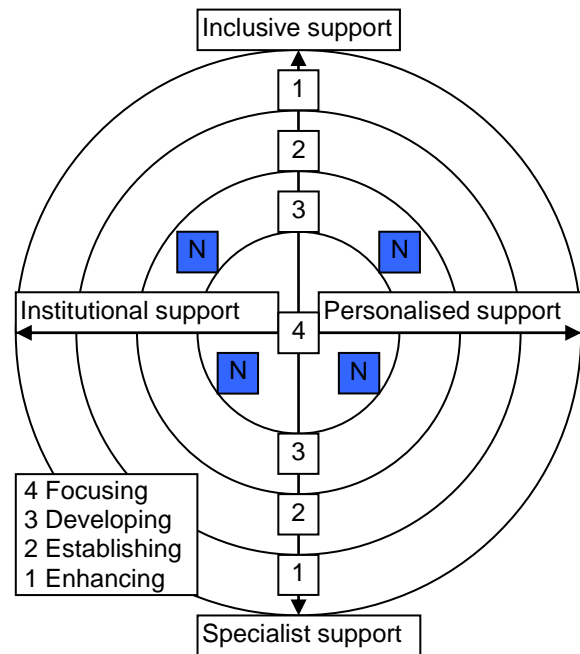 Inclusive support
1
2
3
N
N
Institutional support
Personalised support
4
N
N
3
4 Focusing
3 Developing
2 Establishing
1 Enhancing
2
1
Specialist support